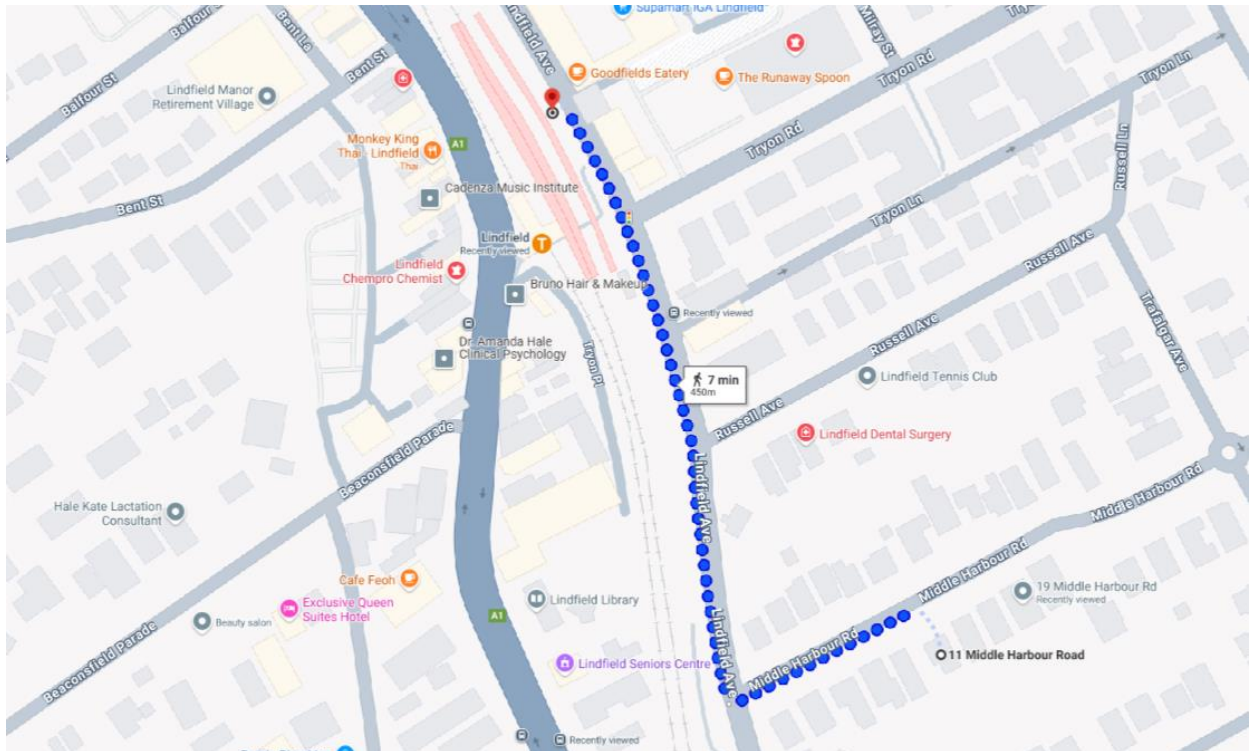 Supamart IGA Lindfield
Balfour St
Bent La
Bent St
Lindfield Ave
Milray St
Tryon Rd
Tryon Ln
Balfour St
Goodfields Eatery
The Runaway Spoon
Lindfield Manor
Retirement Village
Monkey King
Thai - Lindfield
Thai
A1
Tryon Rd
Russell Ln
Cadenza Music Institute
Bent St
Tryon Ln
Lindfield
Recently viewed
Russell Ave
Lindfield
Chempro Chemist
Bruno Hair & Makeup
Trafalgar Ave
Recently viewed
Dr. Amanda Hale
Clinical Psychology
Tryon Pl
Russell Ave
7 min
450m
Lindfield Tennis Club
Russell Ave
Lindfield Dental Surgery
Beaconsfield Parade
Lindfield Ave
Middle Harbour Rd
Hale Kate Lactation
Consultant
Middle Harbour Rd
Cafe Feoh
19 Middle Harbour Rd
Recently viewed
Exclusive Queen
Suites Hotel
Lindfield Library
A1
Beauty salon
Lindfield Ave
Middle Harbour Rd
11 Middle Harbour Road
Beaconsfield Parade
Lindfield Seniors Centre
Recently viewed